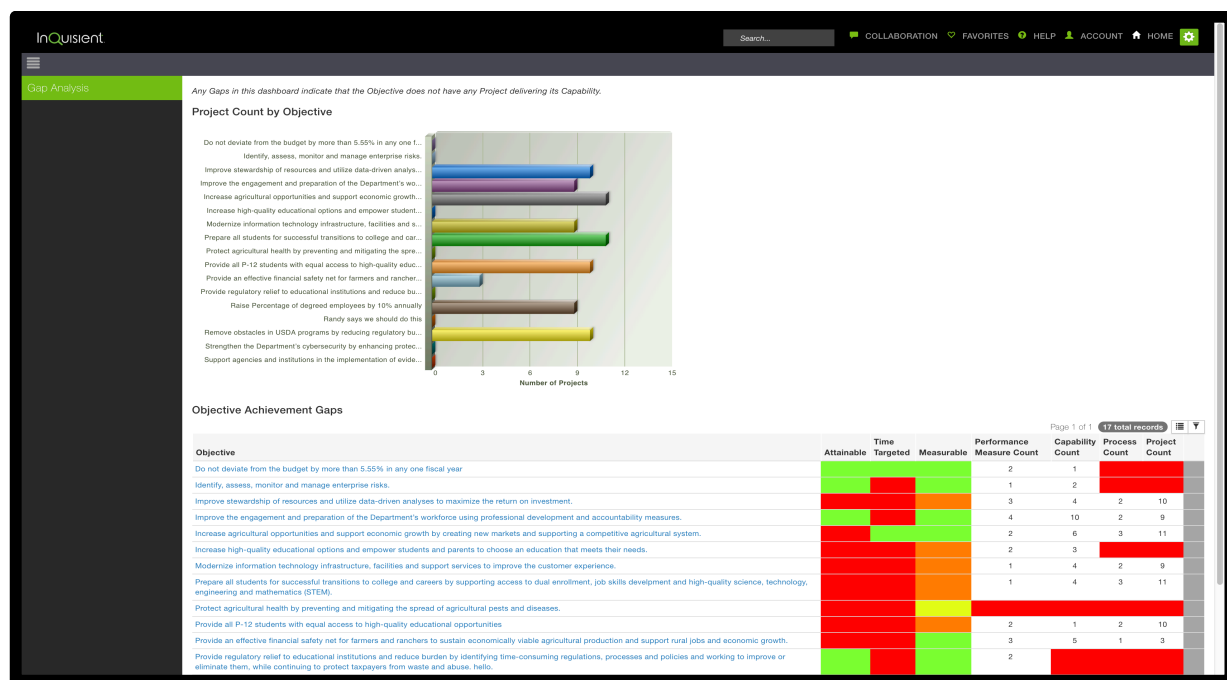 InQuisient
Search...
COLLABORATION
FAVORITES
HELP
ACCOUNT
HOME
Gap Analysis
Any Gaps in this dashboard indicate that the Objective does not have any Project delivering its Capability.
Project Count by Objective
Do not deviate from the budget by more than 5.55% in any one f...
Identify, assess, monitor and manage enterprise risks.
Improve stewardship of resources and utilize data-driven analys...
Improve the engagement and preparation of the Department's wo...
Increase agricultural opportunities and support economic growth...
Increase high-quality educational options and empower student...
Modernize information technology infrastructure, facilities and s...
Prepare all students for successful transitions to college and car...
Protect agricultural health by preventing and mitigating the spre...
Provide all P-12 students with equal access to high-quality educ...
Provide an effective financial safety net for farmers and rancher...
Provide regulatory relief to educational institutions and reduce bu...
Raise Percentage of degreed employees by 10% annually
Randy says we should do this
Remove obstacles in USDA programs by reducing regulatory bu...
Strengthen the Department's cybersecurity by enhancing protec...
Support agencies and institutions in the implementation of evide...
0 3 6 9 12 15
Number of Projects
Objective Achievement Gaps
Page 1 of 1 17 total records
Objective Attainable Time Targeted Measurable Performance Measure Count Capability Count Process Count Project Count
Do not deviate from the budget by more than 5.55% in any one fiscal year 2 1
Identify, assess, monitor and manage enterprise risks. 1 2
Improve stewardship of resources and utilize data-driven analyses to maximize the return on investment. 3 4 2 10
Improve the engagement and preparation of the Department's workforce using professional development and accountability measures. 4 10 2 9
Increase agricultural opportunities and support economic growth by creating new markets and supporting a competitive agricultural system. 2 6 3 11
Increase high-quality educational options and empower students and parents to choose an education that meets their needs. 2 3
Modernize information technology infrastructure, facilities and support services to improve the customer experience. 1 4 2 9
Prepare all students for successful transitions to college and careers by supporting access to dual enrollment, job skills develpment and high-quality science, technology, 1 4 3 11
engineering and mathematics (STEM).
Protect agricultural health by preventing and mitigating the spread of agricultural pests and diseases.
Provide all P-12 students with equal access to high-quality educational opportunities 2 1 2 10
Provide an effective financial safety net for farmers and ranchers to sustain economically viable agricultural production and support rural jobs and economic growth. 3 5 1 3
Provide regulatory relief to educational institutions and reduce burden by identifying time-consuming regulations, processes and policies and working to improve or 2
eliminate them, while continuing to protect taxpayers from waste and abuse. hello.